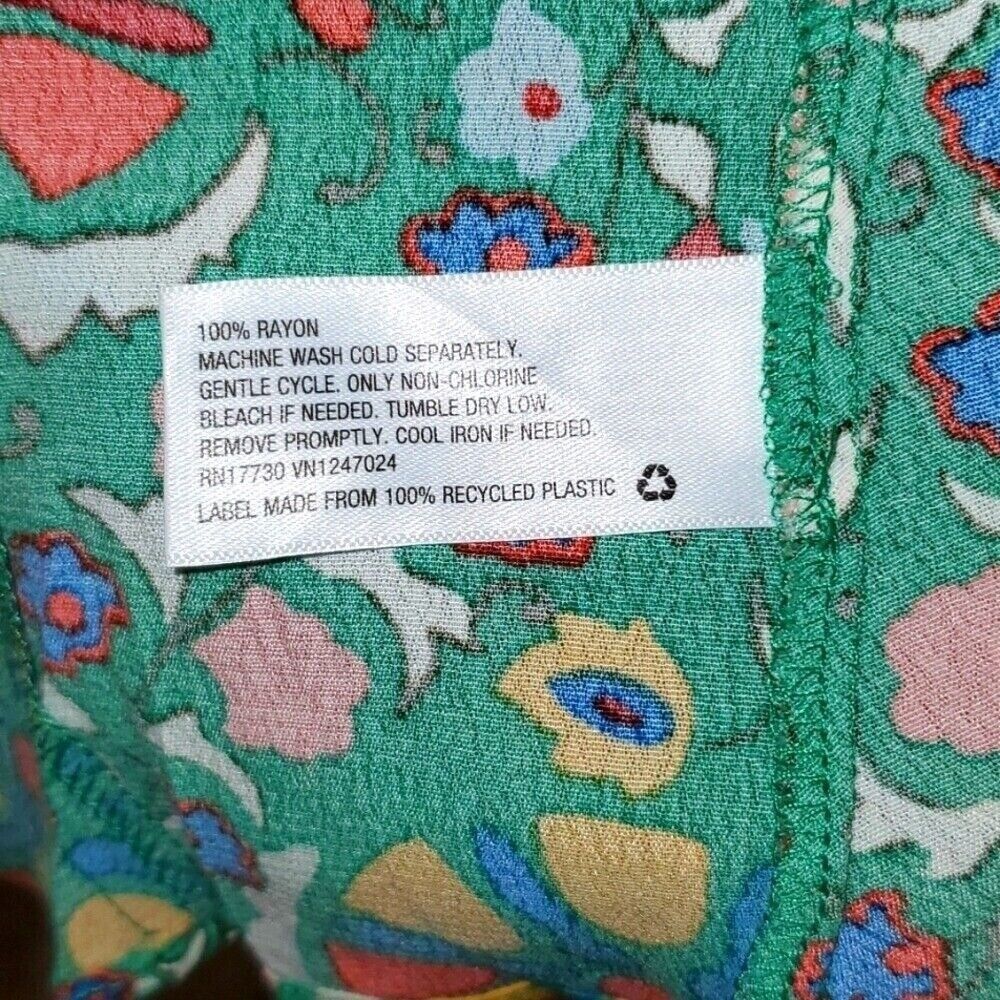 100% RAYON
MACHINE WASH COLD SEPARATELY.
GENTLE CYCLE. ONLY NON-CHLORINE
BLEACH IF NEEDED. TUMBLE DRY LOW.
REMOVE PROMPTLY. COOL IRON IF NEEDED.
RN17730 VN1247024
LABEL MADE FROM 100% RECYCLED PLASTIC